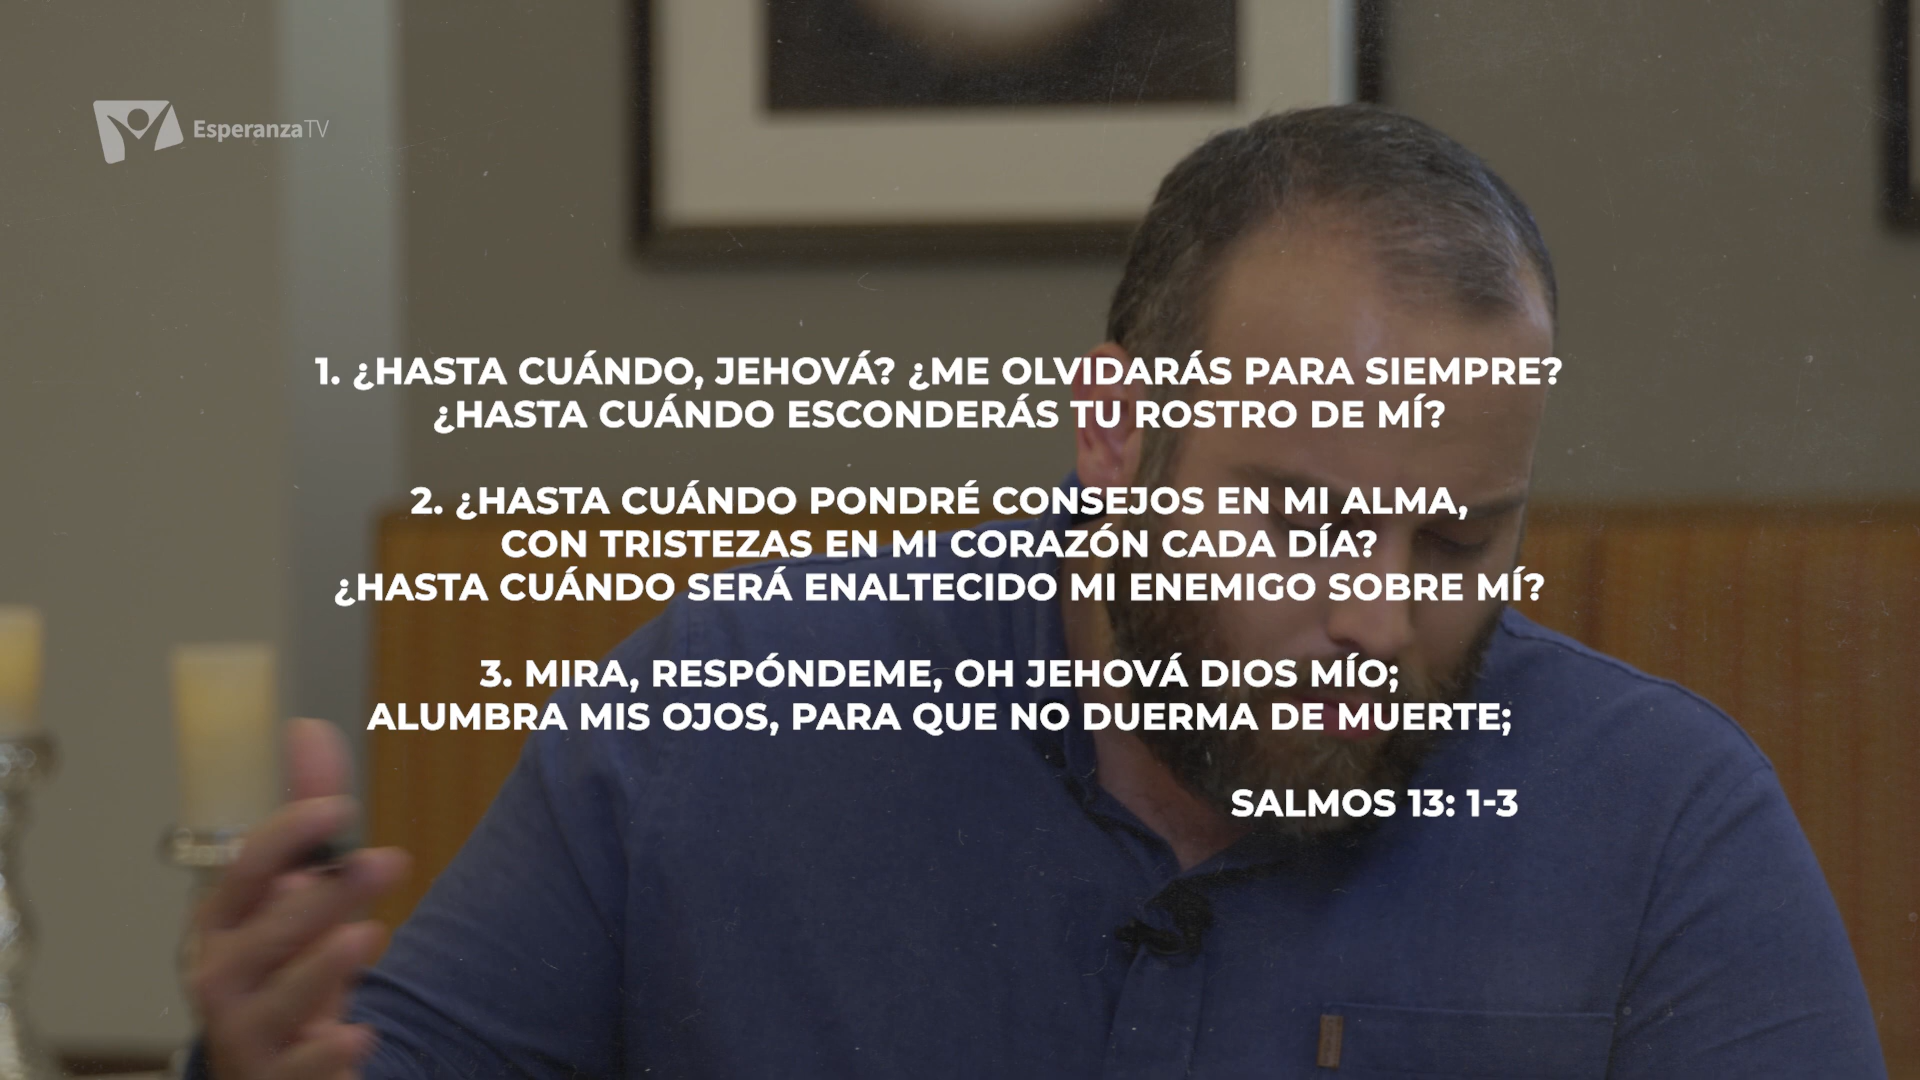 EsperanzaTV
1. ¿HASTA CUÁNDO, JEHOVÁ? ¿ME OLVIDARÁS PARA SIEMPRE?
¿HASTA CUÁNDO ESCONDERÁS TU ROSTRO DE MÍ?
2. ¿HASTA CUÁNDO PONDRÉ CONSEJOS EN MI ALMA,
CON TRISTEZAS EN MI CORAZÓN CADA DÍA?
¿HASTA CUÁNDO SERÁ ENALTECIDO MI ENEMIGO SOBRE MÍ?
3. MIRA, RESPÓNDEME, OH JEHOVÁ DIOS MÍO;
ALUMBRA MIS OJOS, PARA QUE NO DUERMA DE MUERTE;
SALMOS 13: 1-3